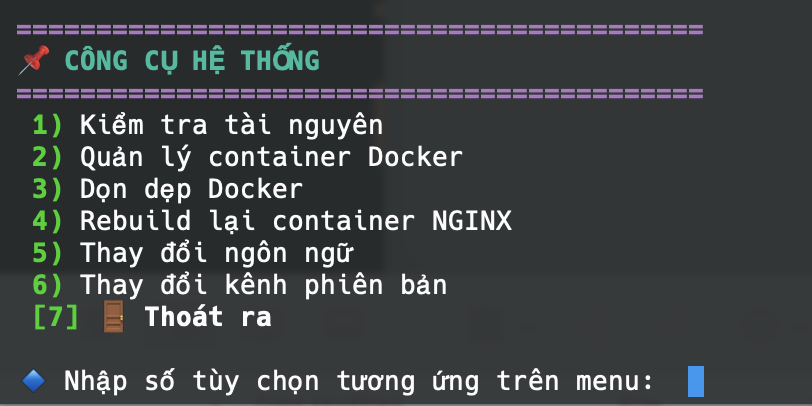 ===========================================
📌 CÔNG CỤ HỆ THỐNG
===========================================
1) Kiểm tra tài nguyên
2) Quản lý container Docker
3) Dọn dẹp Docker
4) Rebuild lại container NGINX
5) Thay đổi ngôn ngữ
6) Thay đổi kênh phiên bản
[7] 🚪 Thoát ra
🔷 Nhập số tùy chọn tương ứng trên menu: